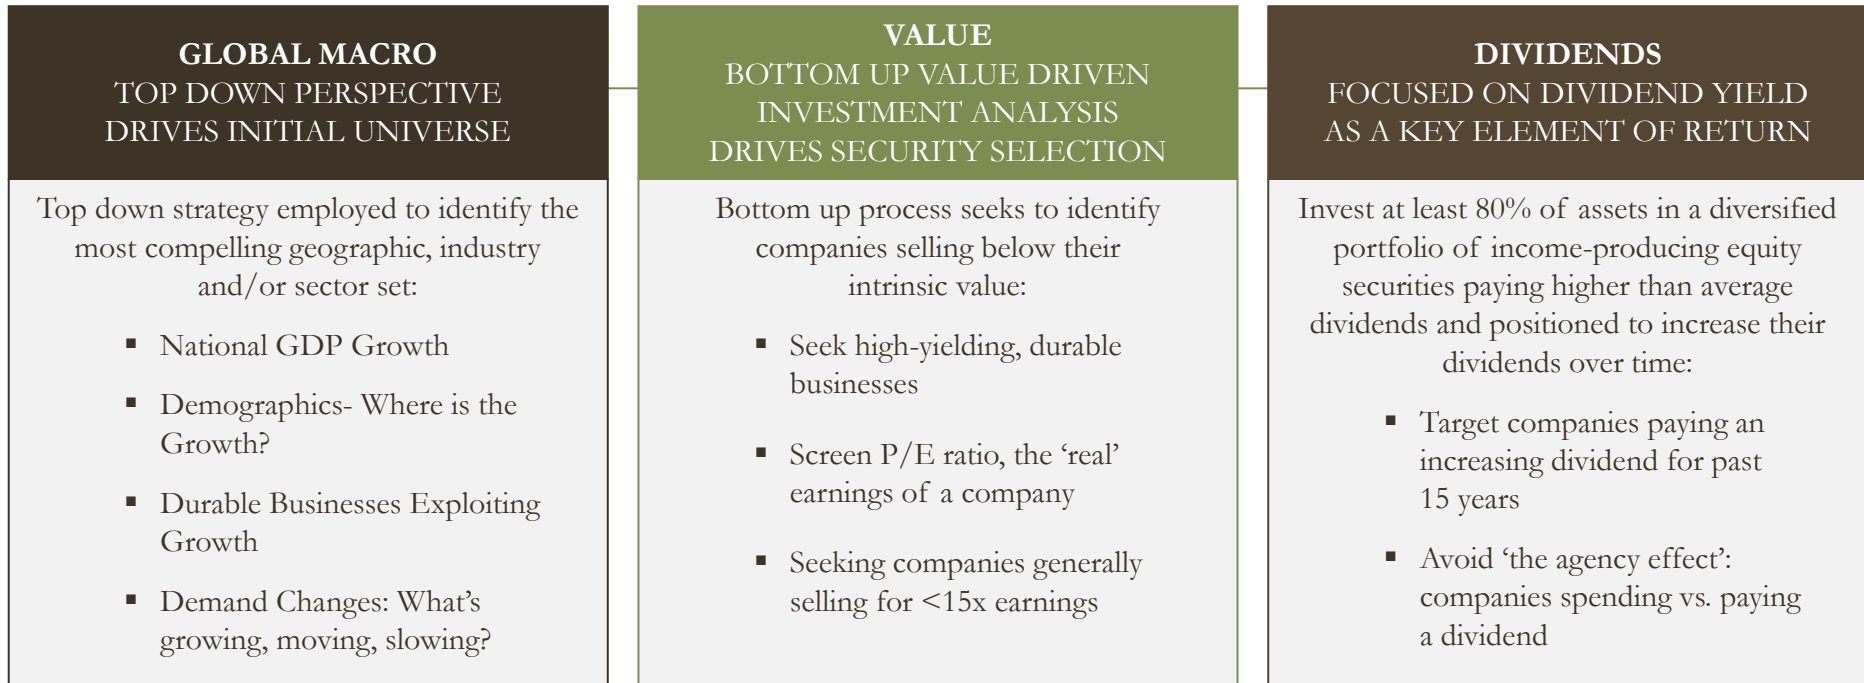 GLOBAL MACRO
TOP DOWN PERSPECTIVE
DRIVES INITIAL UNIVERSE
Top down strategy employed to identify the
most compelling geographic, industry
and/or sector set:
▪ National GDP Growth
▪ Demographics- Where is the
Growth?
▪ Durable Businesses Exploiting
Growth
▪ Demand Changes: What’s
growing, moving, slowing?
VALUE
BOTTOM UP VALUE DRIVEN
INVESTMENT ANALYSIS
DRIVES SECURITY SELECTION
Bottom up process seeks to identify
companies selling below their
intrinsic value:
▪ Seek high-yielding, durable
businesses
▪ Screen P/E ratio, the ‘real’
earnings of a company
▪ Seeking companies generally
selling for <15x earnings
DIVIDENDS
FOCUSED ON DIVIDEND YIELD
AS A KEY ELEMENT OF RETURN
Invest at least 80% of assets in a diversified
portfolio of income-producing equity
securities paying higher than average
dividends and positioned to increase their
dividends over time:
▪ Target companies paying an
increasing dividend for past
15 years
▪ Avoid ‘the agency effect’:
companies spending vs. paying
a dividend